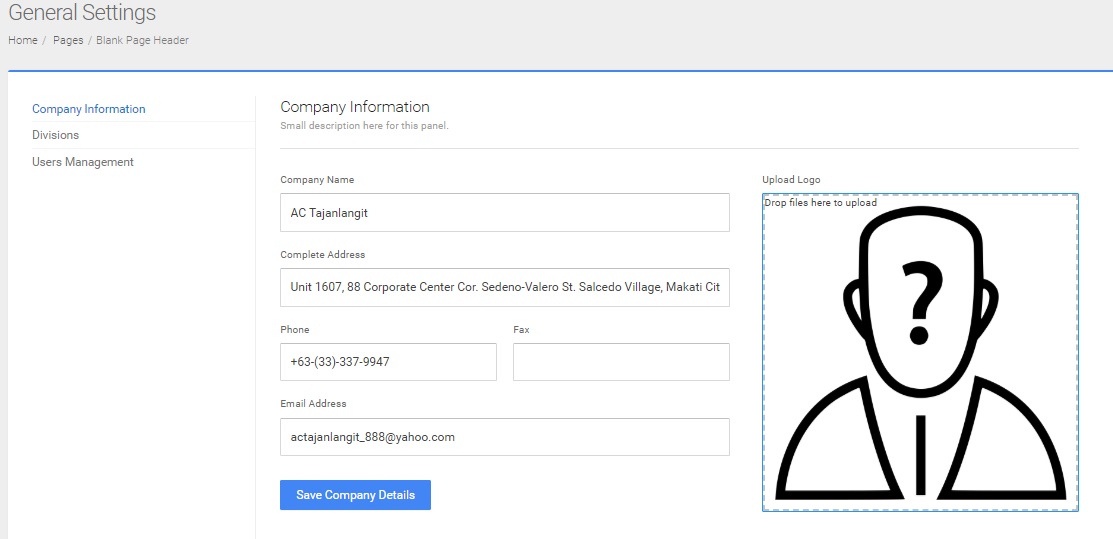 General Settings
Home / Pages / Blank Page Header
Company Information
Divisions
Users Management
Company Information
Small description here for this panel.
Company Name
AC Tajanlangit
Complete Address
Unit 1607, 88 Corporate Center Cor. Sedeno-Valero St. Salcedo Village, Makati Cit
Phone
+63-(33)-337-9947
Fax
Email Address
actajanlangit_888@yahoo.com
Save Company Details
Upload Logo
Drop files here to upload
?